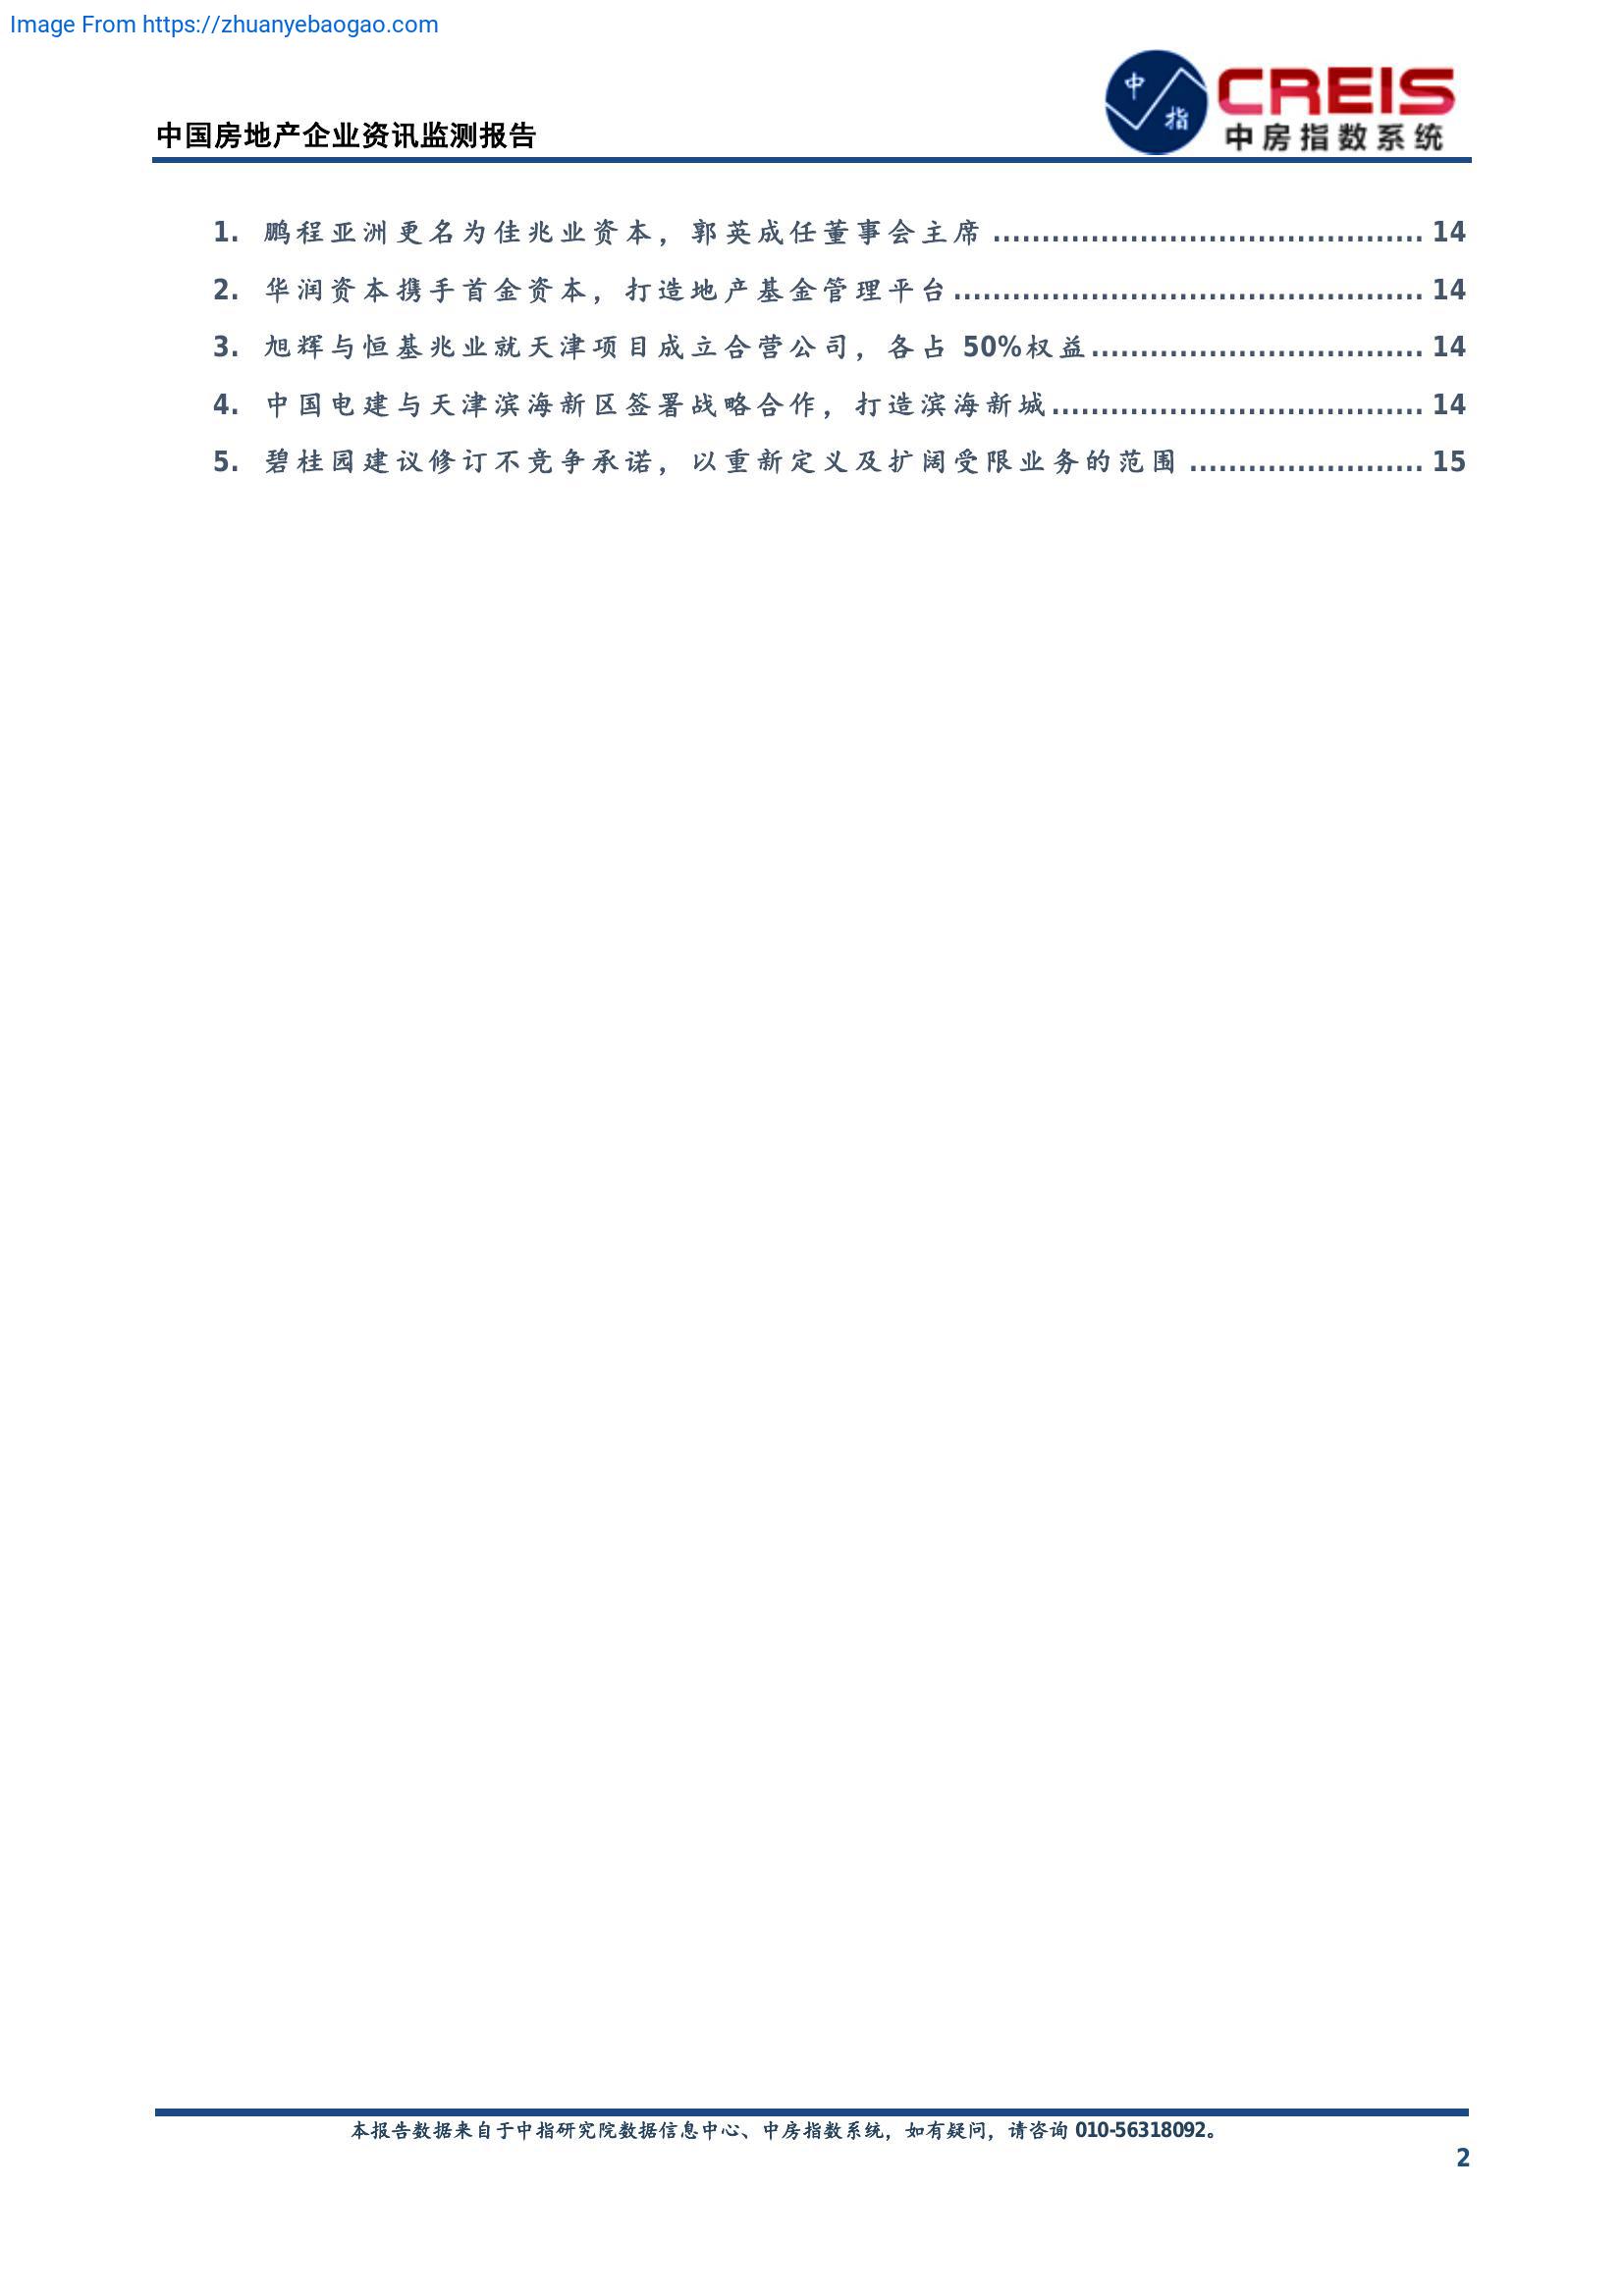 Image From https://zhuanyebaogao.com
中 指
CREIS
中房指数系统
中国房地产企业资讯监测报告
1. 鹏程亚洲更名为佳兆业资本，郭英成任董事会主席 ............................................ 14
2. 华润资本携手首金资本，打造地产基金管理平台................................................ 14
3. 旭辉与恒基兆业就天津项目成立合营公司，各占 50%权益.................................. 14
4. 中国电建与天津滨海新区签署战略合作，打造滨海新城...................................... 14
5. 碧桂园建议修订不竞争承诺，以重新定义及扩阔受限业务的范围 ........................ 15
本报告数据来自于中指研究院数据信息中心、中房指数系统，如有疑问，请咨询 010-56318092。
2